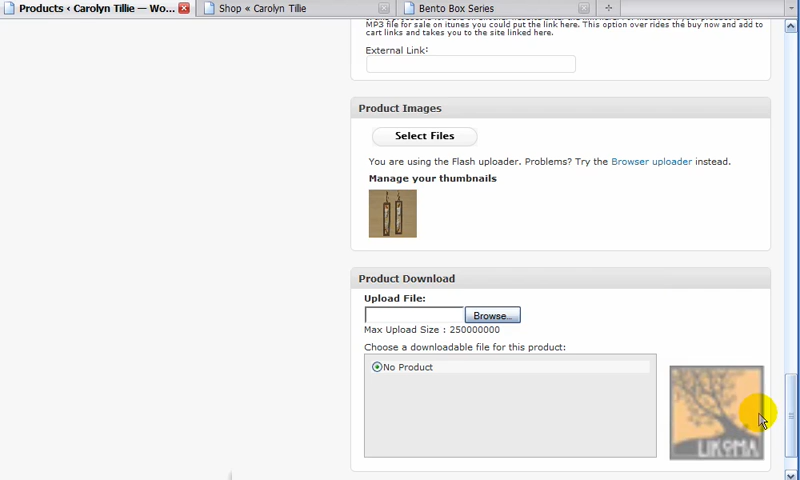 Products ‹ Carolyn Tillie — Wo...
Shop « Carolyn Tillie
Bento Box Series
MP3 file for sale on itunes you could put the link here. This option over rides the buy now and add to
cart links and takes you to the site linked here.
External Link:
Product Images
Select Files
You are using the Flash uploader. Problems? Try the Browser uploader instead.
Manage your thumbnails
Product Download
Upload File:
Browse...
Max Upload Size : 250000000
Choose a downloadable file for this product:
No Product
LIKOMA